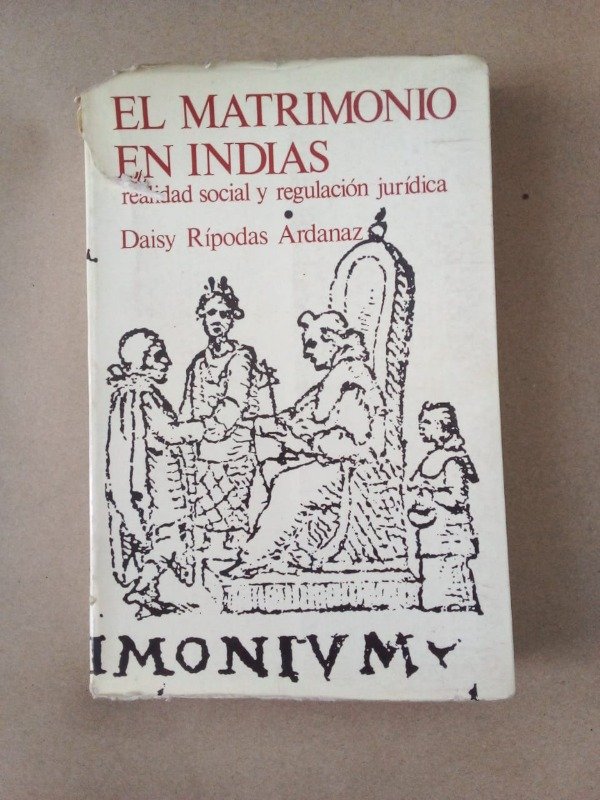 EL MATRIMONIO
EN INDIAS
realidad social y regulación jurídica
Daisy Rípodas Ardanaz
IMONIVM